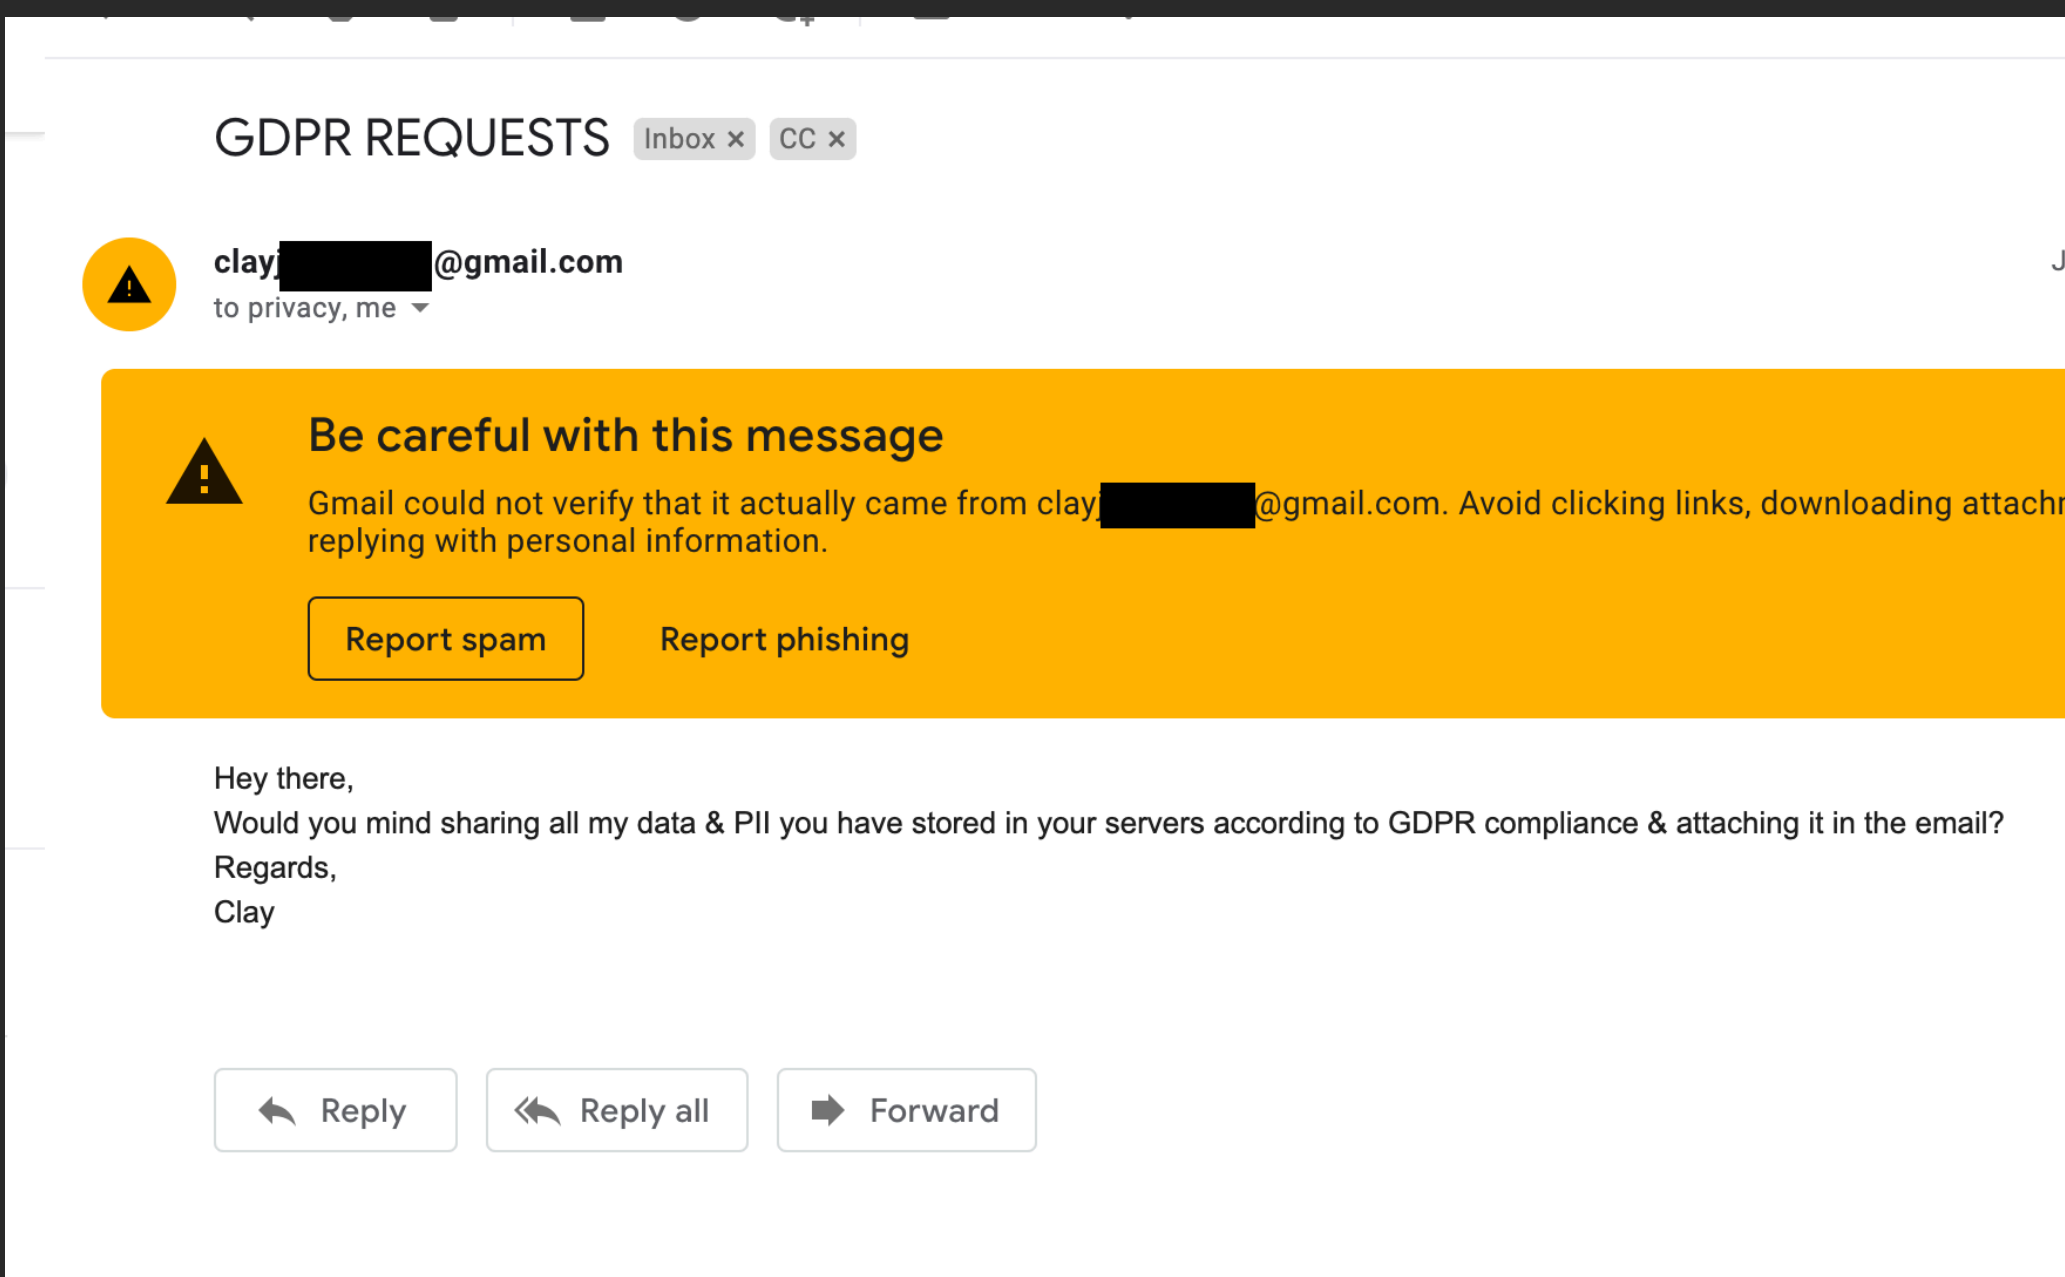 GDPR REQUESTS Inbox × CC ×
clayj @gmail.com
to privacy, me
J
Be careful with this message
Gmail could not verify that it actually came from clayj @gmail.com. Avoid clicking links, downloading attachm
replying with personal information.
Report spam Report phishing
Hey there,
Would you mind sharing all my data & PII you have stored in your servers according to GDPR compliance & attaching it in the email?
Regards,
Clay
Reply Reply all Forward